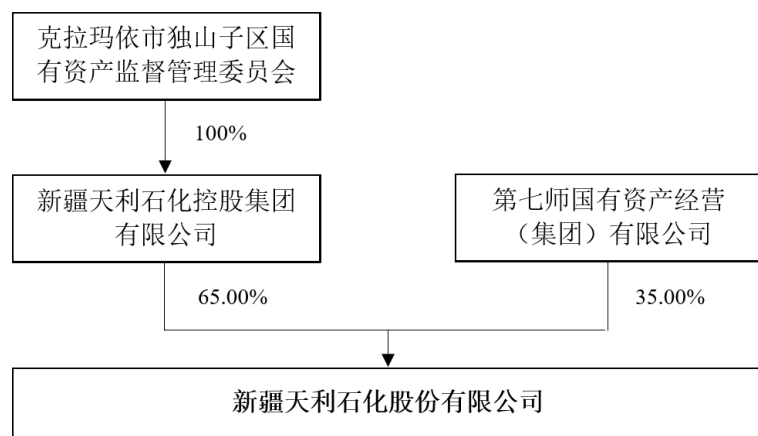 克拉玛依市独山子区国
有资产监督管理委员会
100%
新疆天利石化控股集团
有限公司
第七师国有资产经营
（集团）有限公司
65.00%
35.00%
新疆天利石化股份有限公司